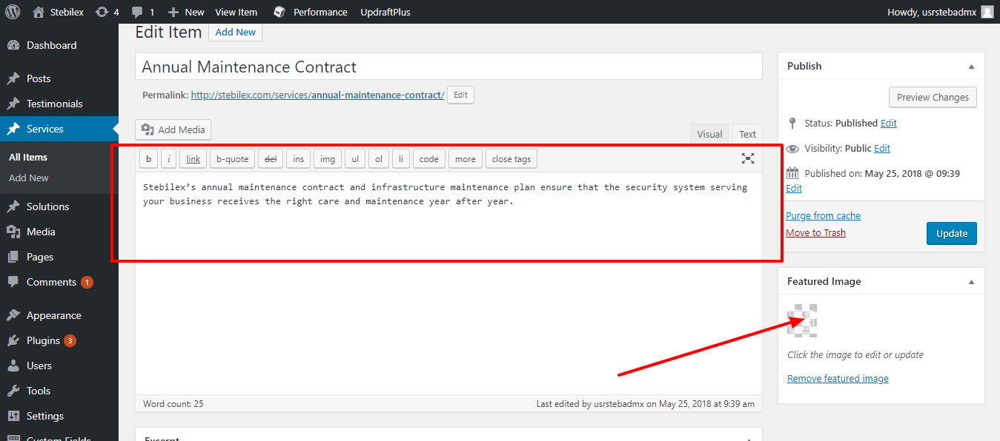 Stebilex 4 1 New View Item Performance UpdraftPlus Howdy, usrstebadmx
Dashboard
Posts
Testimonials
Services
All Items
Add New
Solutions
Media
Pages
Comments 1
Appearance
Plugins 3
Users
Tools
Settings
Custom Fields
Edit Item Add New
Annual Maintenance Contract
Permalink: http://stebilex.com/services/annual-maintenance-contract/ Edit
Add Media
Visual Text
b i link b-quote del ins img ul ol li code more close tags
Stebilex’s annual maintenance contract and infrastructure maintenance plan ensure that the security system serving
your business receives the right care and maintenance year after year.
Word count: 25 Last edited by usrstebadmx on May 25, 2018 at 9:39 am
Excerpt
Publish
Preview Changes
Status: Published Edit
Visibility: Public Edit
Published on: May 25, 2018 @ 09:39
Edit
Purge from cache
Move to Trash
Update
Featured Image
Click the image to edit or update
Remove featured image